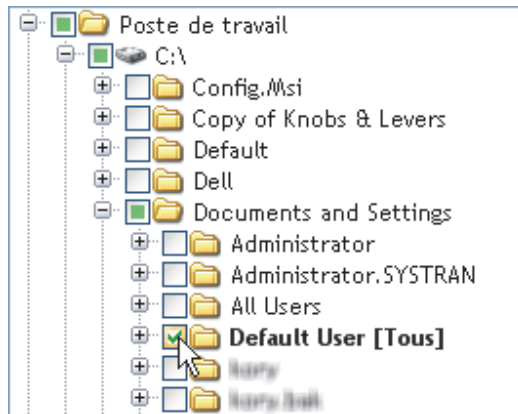 Poste de travail
C:\
Config.Msi
Copy of Knobs & Levers
Default
Dell
Documents and Settings
Administrator
Administrator.SYSTRAN
All Users
Default User [Tous]